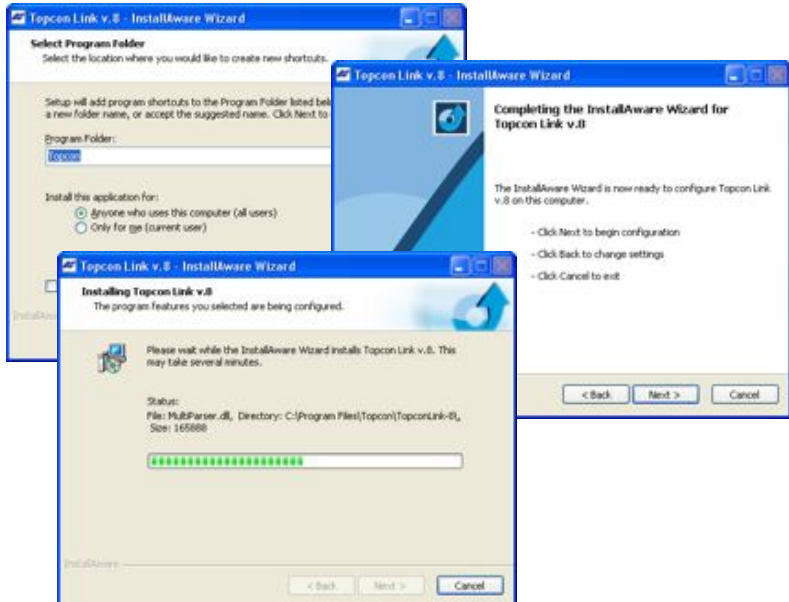 Topcon Link v.8 - InstallAware Wizard
Select Program Folder
Select the location where you would like to create new shortcuts.
Setup will add program shortcuts to the Program Folder listed
a new folder name, or accept the suggested name. Click Next to
Program Folder:
Topcon
Install this application for:
Anyone who uses this computer (all users)
Only for me (current user)
Topcon Link v.8 - InstallAware Wizard
Completing the InstallAware Wizard for
Topcon Link v.8
The InstallAware Wizard is now ready to configure Topcon Link
v.8 on this computer.
- Click Next to begin configuration
- Click Back to change settings
- Click Cancel to exit
< Back
Next >
Cancel
Topcon Link v.8 - InstallAware Wizard
Installing Topcon Link v.8
The program features you selected are being configured.
Please wait while the InstallAware Wizard installs Topcon Link v.8. This
may take several minutes.
Status:
File: MultiParser.dll, Directory: C:\Program Files\Topcon\TopconLink-8\,
Size: 165888
InstallAware
< Back
Next >
Cancel